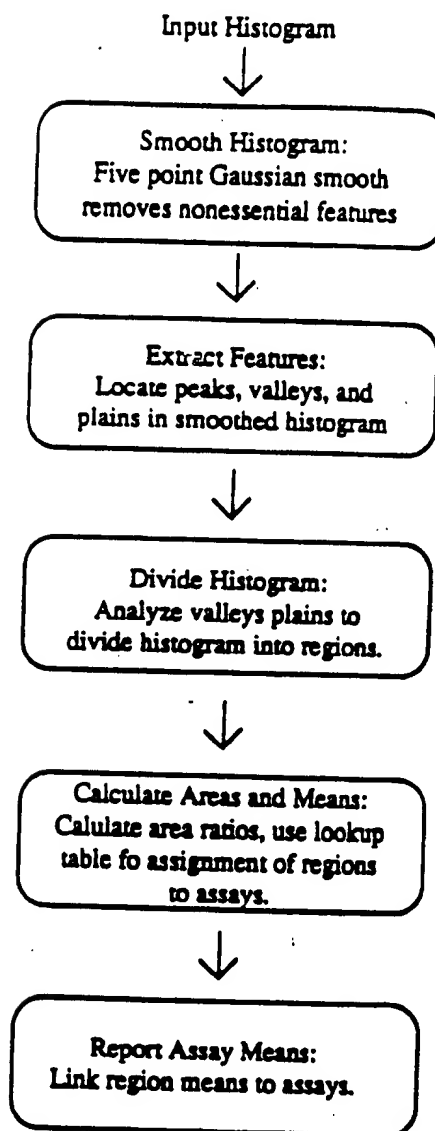 Input Histogram
Smooth Histogram:
Five point Gaussian smooth
removes nonessential features
Extract Features:
Locate peaks, valleys, and
plains in smoothed histogram
Divide Histogram:
Analyze valleys plains to
divide histogram into regions.
Calculate Areas and Means:
Calulate area ratios, use lookup
table fo assignment of regions
to assays.
Report Assay Means:
Link region means to assays.